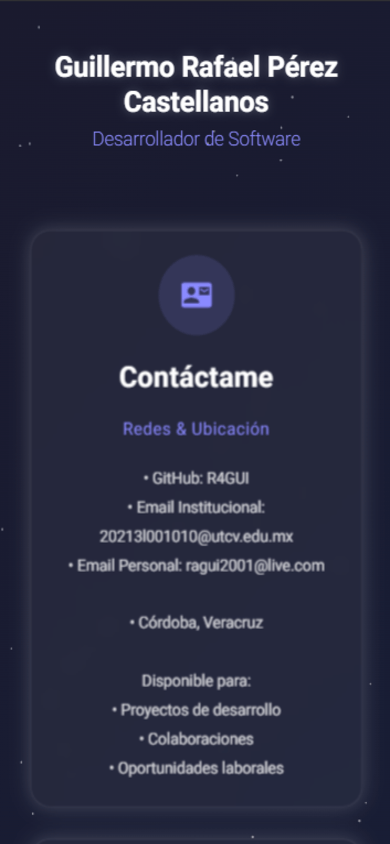 Guillermo Rafael Pérez
Castellanos
Desarrollador de Software
Contáctame
Redes & Ubicación
• GitHub: R4GUI
• Email Institucional:
20213l001010@utcv.edu.mx
• Email Personal: ragui2001@live.com
• Córdoba, Veracruz
Disponible para:
• Proyectos de desarrollo
• Colaboraciones
• Oportunidades laborales